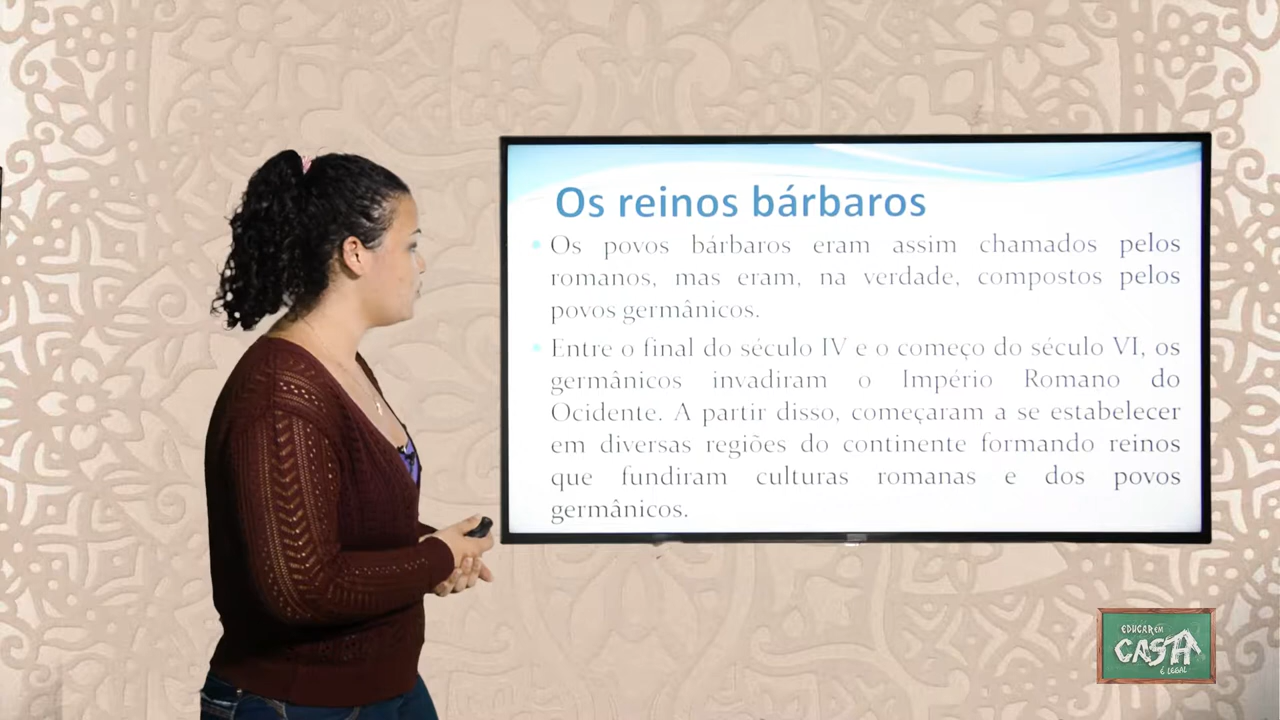 Os reinos bárbaros
Os povos bárbaros eram assim chamados pelos
romanos, mas eram, na verdade, compostos pelos
povos germânicos.
Entre o final do século IV e o começo do século VI, os
germânicos invadiram o Império Romano do
Ocidente. A partir disso, começaram a se estabelecer
em diversas regiões do continente formando reinos
que fundiram culturas romanas e dos povos
germânicos.
EDUCAR EM
CASA
É LEGAL